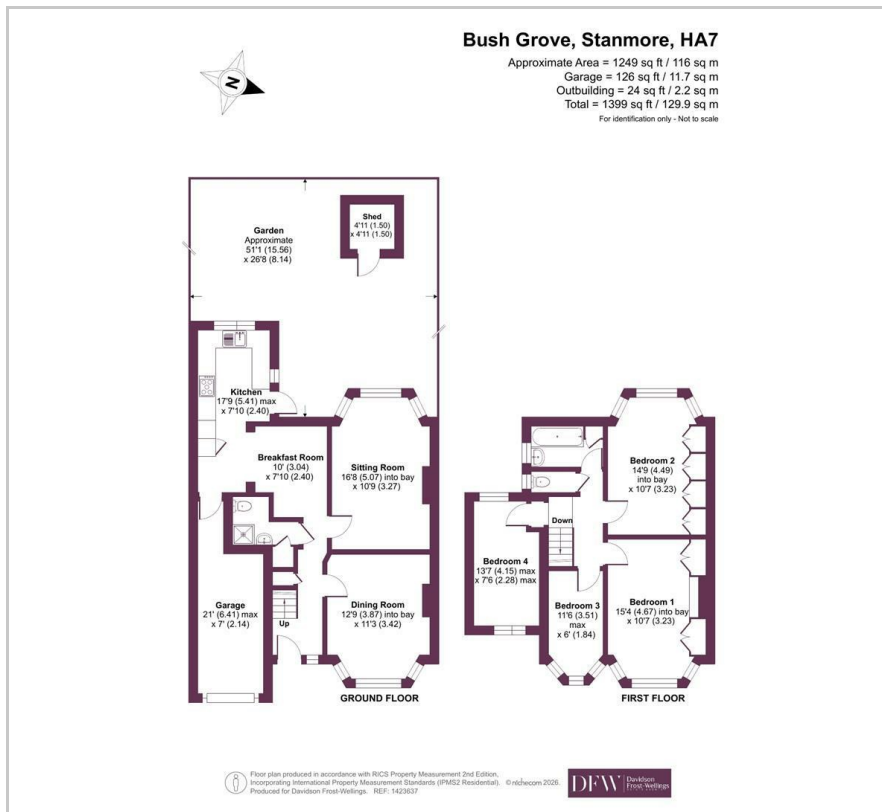 Bush Grove, Stanmore, HA7
Approximate Area = 1249 sq ft / 116 sq m
Garage = 126 sq ft / 11.7 sq m
Outbuilding = 24 sq ft / 2.2 sq m
Total = 1399 sq ft / 129.9 sq m
For identification only - Not to scale
N
Shed
4'11 (1.50)
x 4'11 (1.50)
Garden
Approximate
51'1 (15.56)
x 26'8 (8.14)
Kitchen
17'9 (5.41) max
x 7'10 (2.40)
Breakfast Room
10' (3.04)
x 7'10 (2.40)
Sitting Room
16'8 (5.07) into bay
x 10'9 (3.27)
Garage
21' (6.41) max
x 7' (2.14)
Up
Dining Room
12'9 (3.87) into bay
x 11'3 (3.42)
GROUND FLOOR
Bedroom 2
14'9 (4.49)
into bay
x 10'7 (3.23)
Down
Bedroom 4
13'7 (4.15) max
x 7'6 (2.28) max
Bedroom 3
11'6 (3.51)
max
x 6' (1.84)
Bedroom 1
15'4 (4.67) into bay
x 10'7 (3.23)
FIRST FLOOR
Floor plan produced in accordance with RICS Property Measurement 2nd Edition,
Incorporating International Property Measurement Standards (IPMS2 Residential). © nichecom 2026.
Produced for Davidson Frost-Wellings. REF: 1423637
DFW Davidson
Frost-Wellings